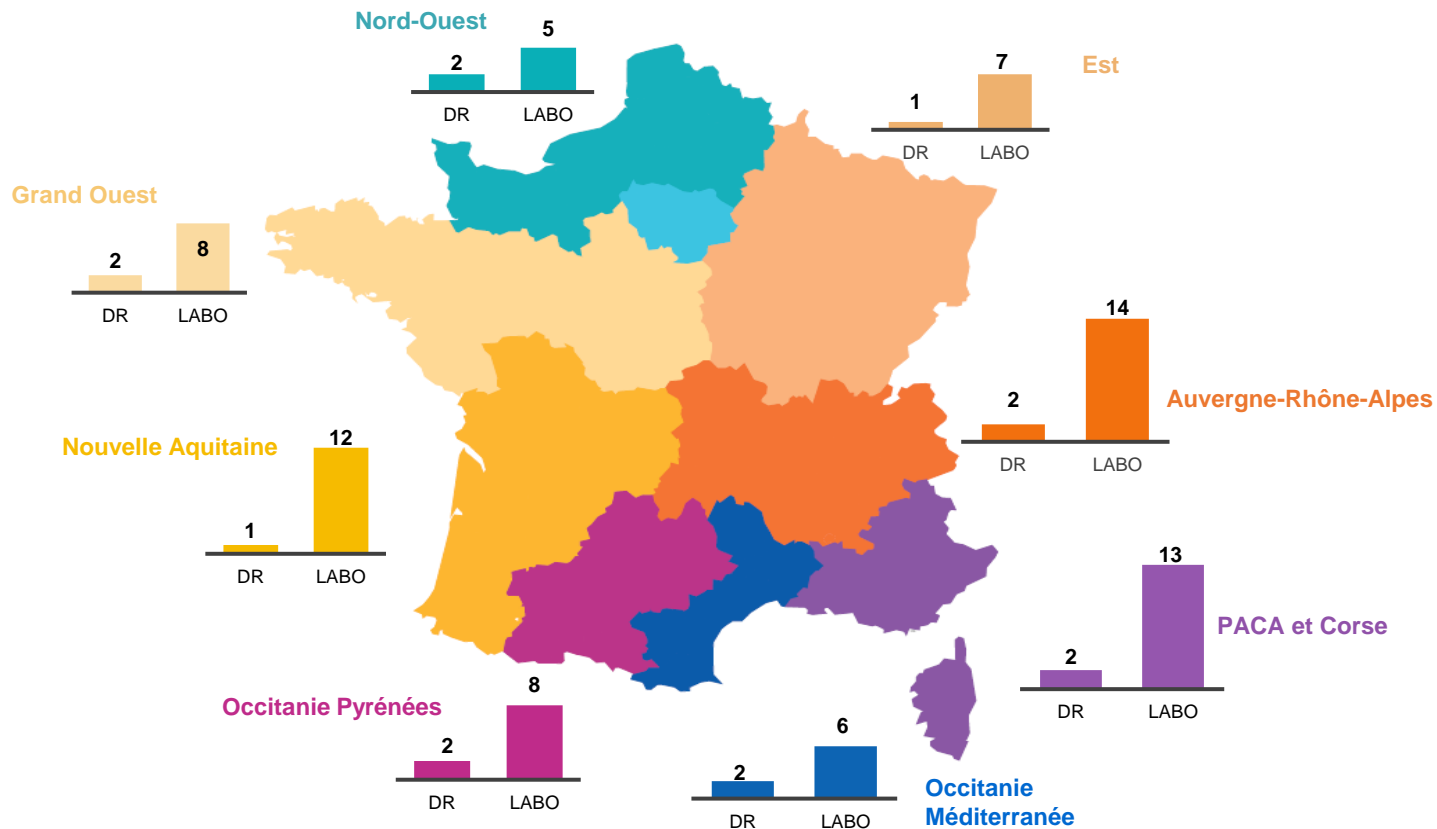 Nord-Ouest
2
5
DR
LABO
Est
1
7
DR
LABO
Grand Ouest
2
8
DR
LABO
14
2
Auvergne-Rhône-Alpes
DR
LABO
Nouvelle Aquitaine
12
1
DR
LABO
13
2
PACA et Corse
DR
LABO
Occitanie Pyrénées
8
2
DR
LABO
6
2
DR
LABO
Occitanie
Méditerranée